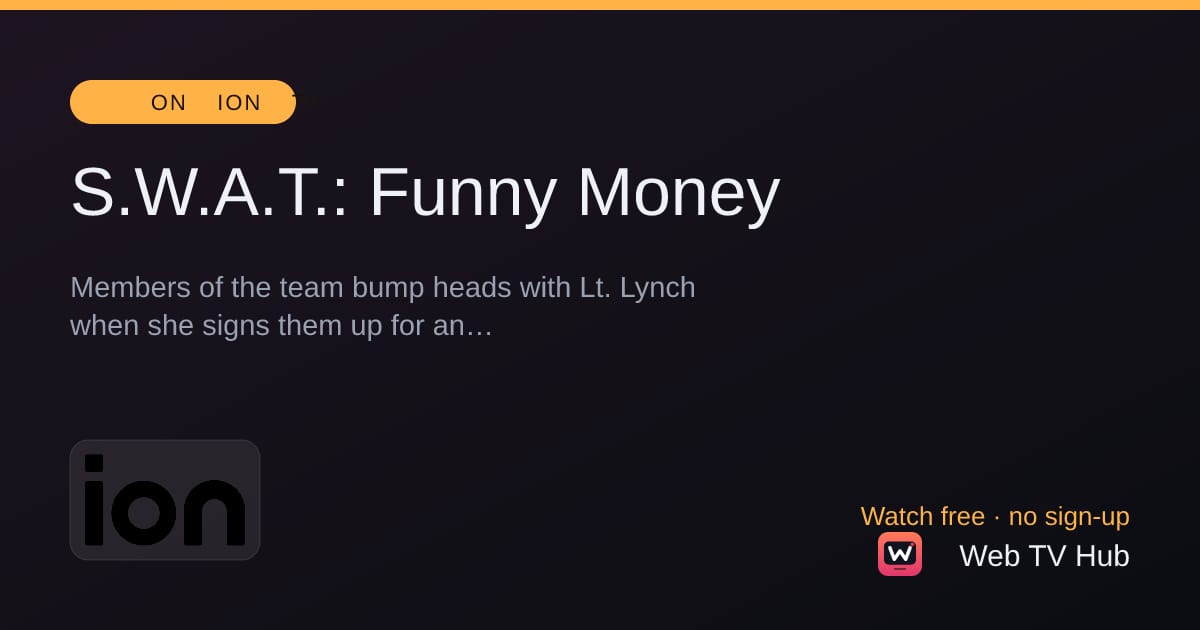 ON ION
S.W.A.T.: Funny Money
Members of the team bump heads with Lt. Lynch
when she signs them up for an…
ion
Watch free · no sign-up
W
Web TV Hub